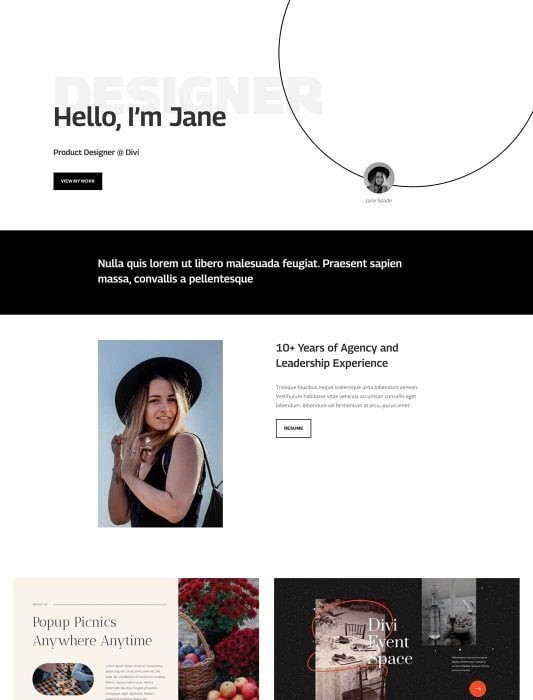 DESIGNER
Hello, I'm Jane
Product Designer @ Divi
VIEW MY WORK
Jane Spade
Nulla quis lorem ut libero malesuada feugiat. Praesent sapien
massa, convallis a pellentesque
10+ Years of Agency and
Leadership Experience
Tristique faucibus neque scelerisque urna bibendum aenean.
Vestibulum habitasse vitae vehicula accumsan convallis eget
bibendum. Bibendum vel fermentum at arcu, purus amet.
RESUME
ABOUT US
Popup Picnics
Anywhere Anytime
Divi
Event
Space